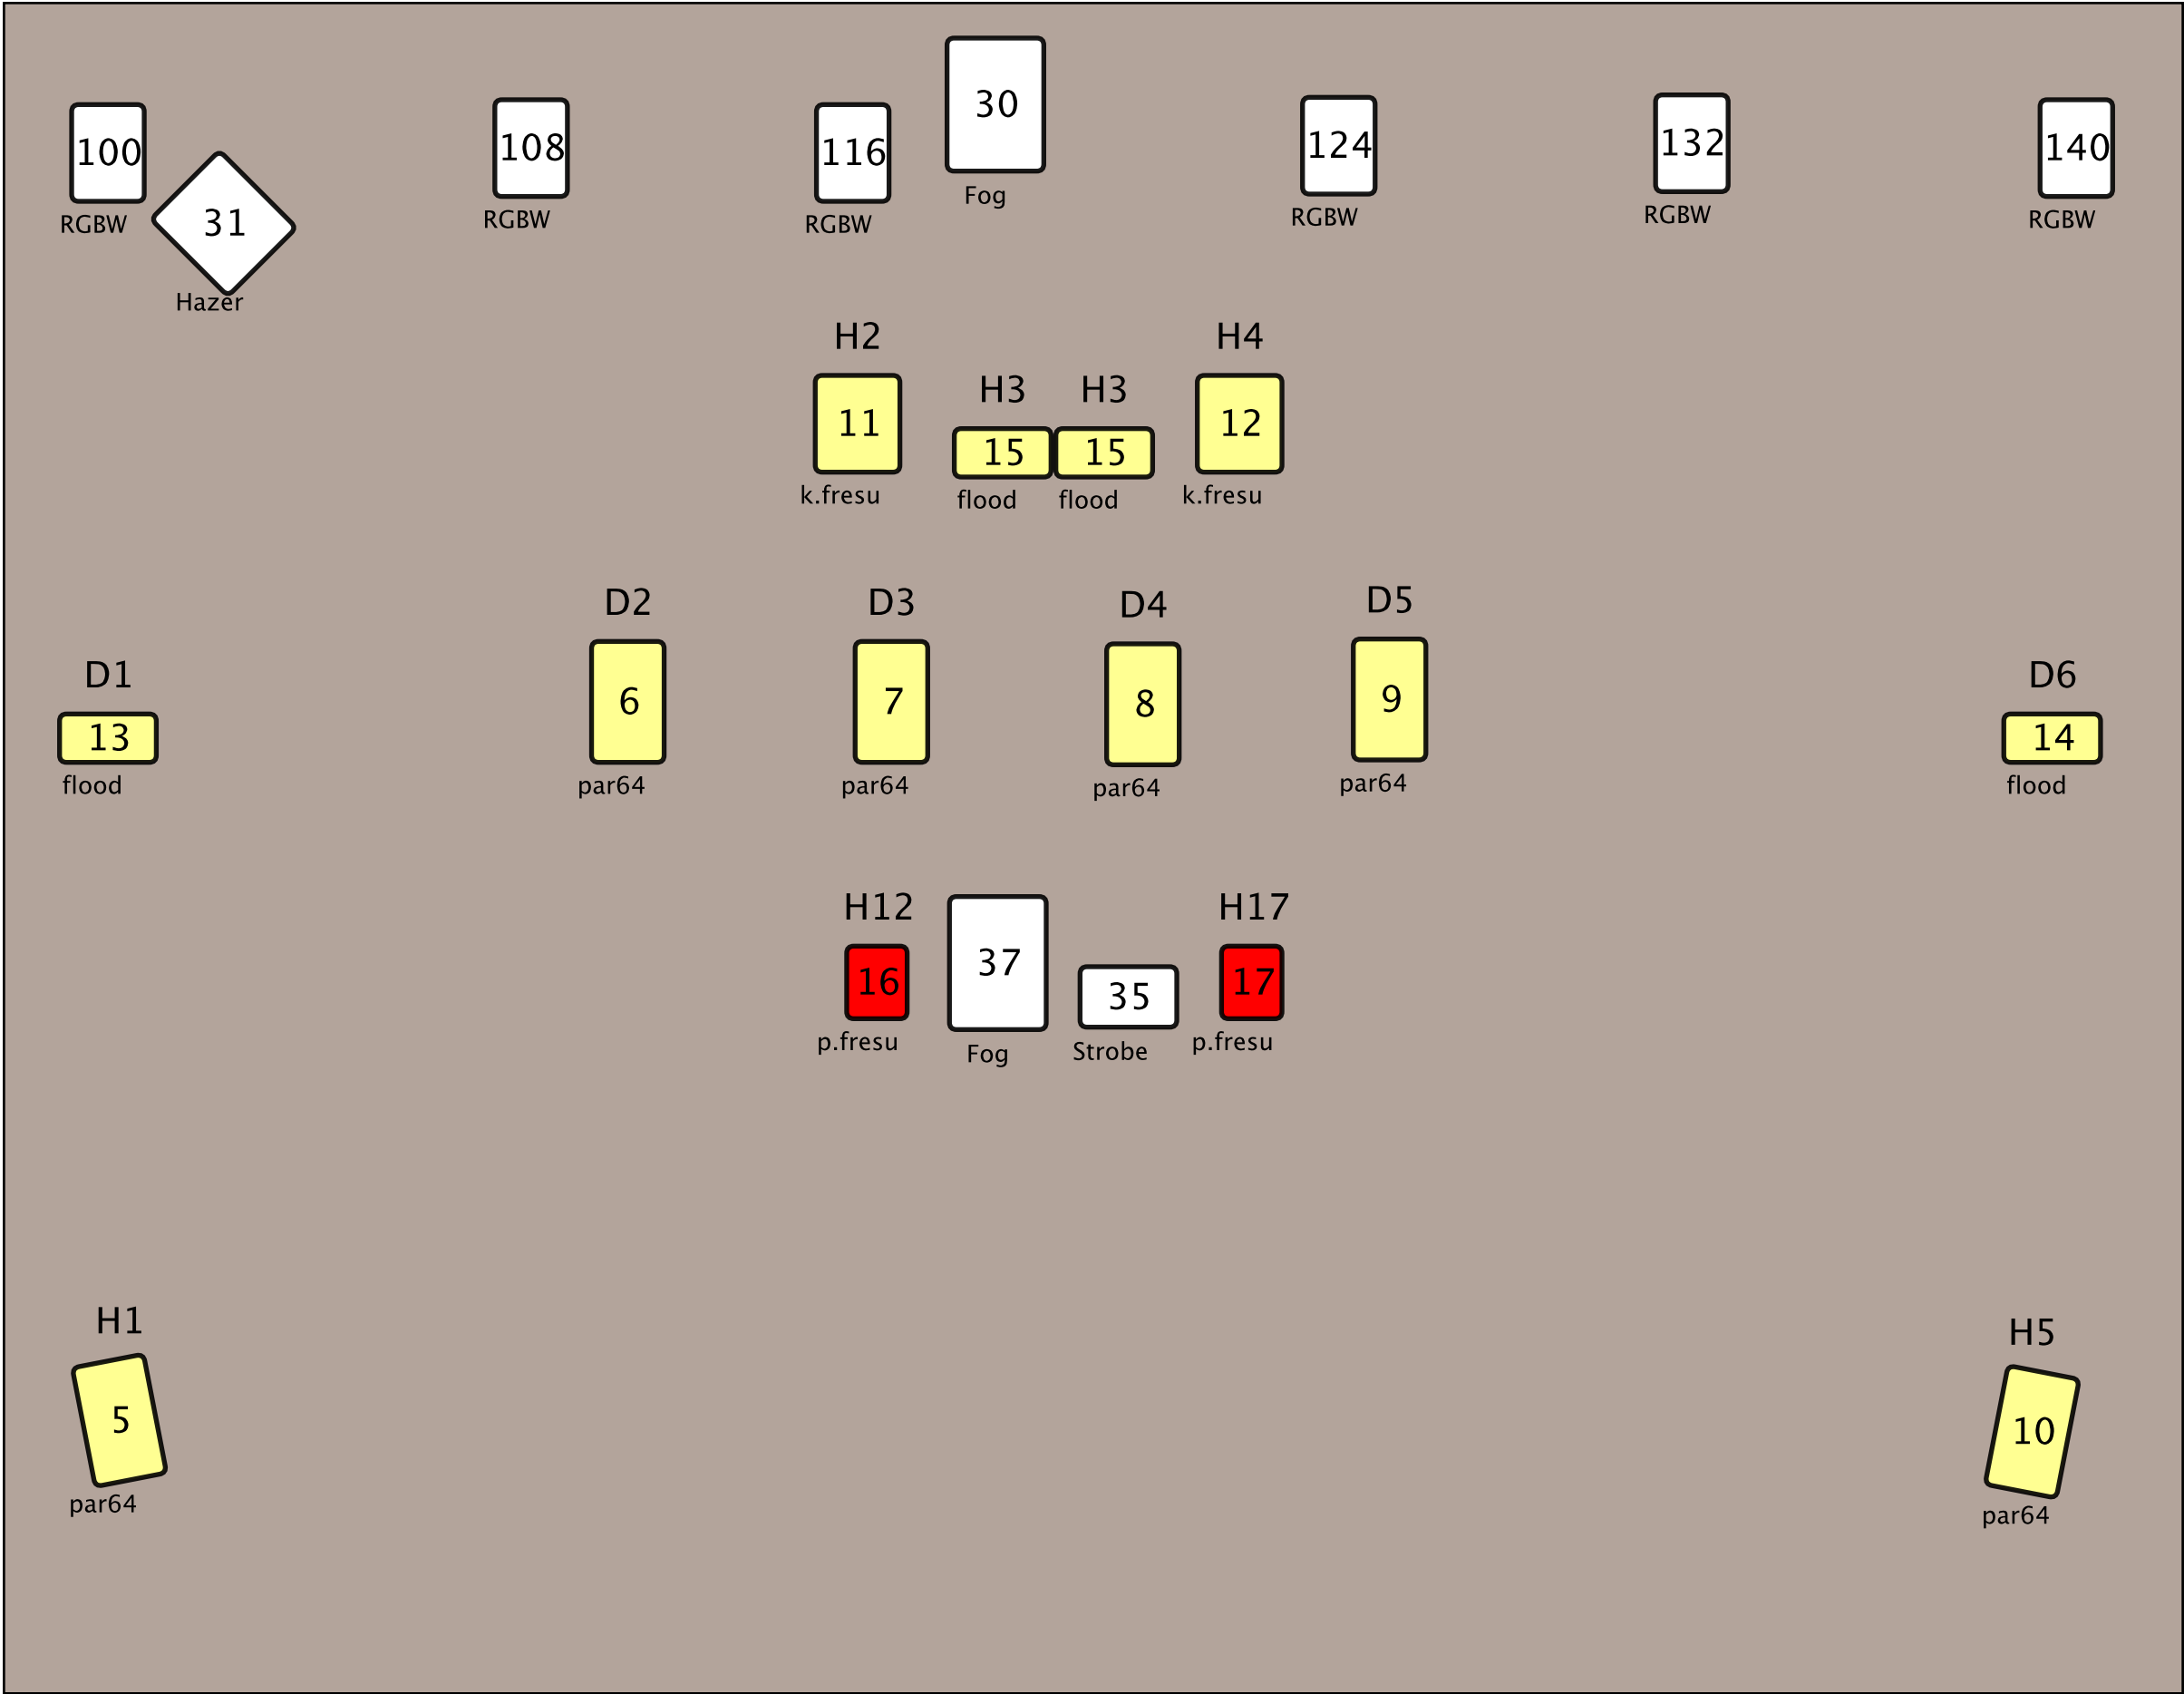 30
100
108
116
124
132
140
Fog
RGBW
RGBW
RGBW
RGBW
RGBW
RGBW
31
Hazer
H2
H4
H3
H3
11
12
15
15
k.fresu
flood
flood
k.fresu
D2
D3
D4
D5
D1
D6
6
7
8
9
13
14
par64
par64
par64
par64
flood
flood
H12
H17
37
16
35
17
p.fresu
Fog
Strobe
p.fresu
H1
H5
5
10
par64
par64